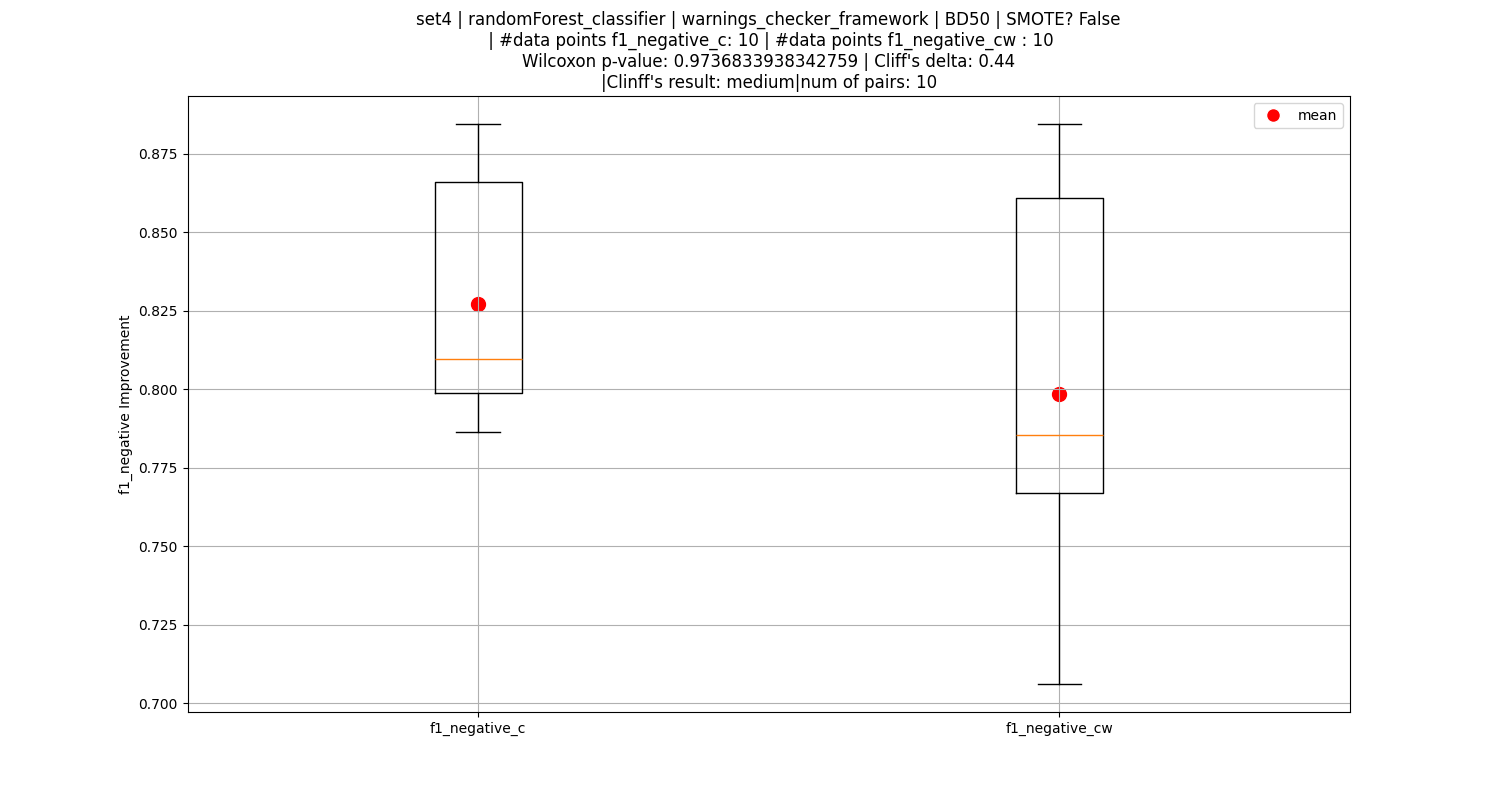 set4 | randomForest_classifier | warnings_checker_framework | BD50 | SMOTE? False
| #data points f1_negative_c: 10 | #data points f1_negative_cw : 10
Wilcoxon p-value: 0.9736833938342759 | Cliff's delta: 0.44
|Clinff's result: medium|num of pairs: 10
mean
0.875
0.850
0.825
0.800
0.775
0.750
0.725
0.700
f1_negative Improvement
f1_negative_c
f1_negative_cw